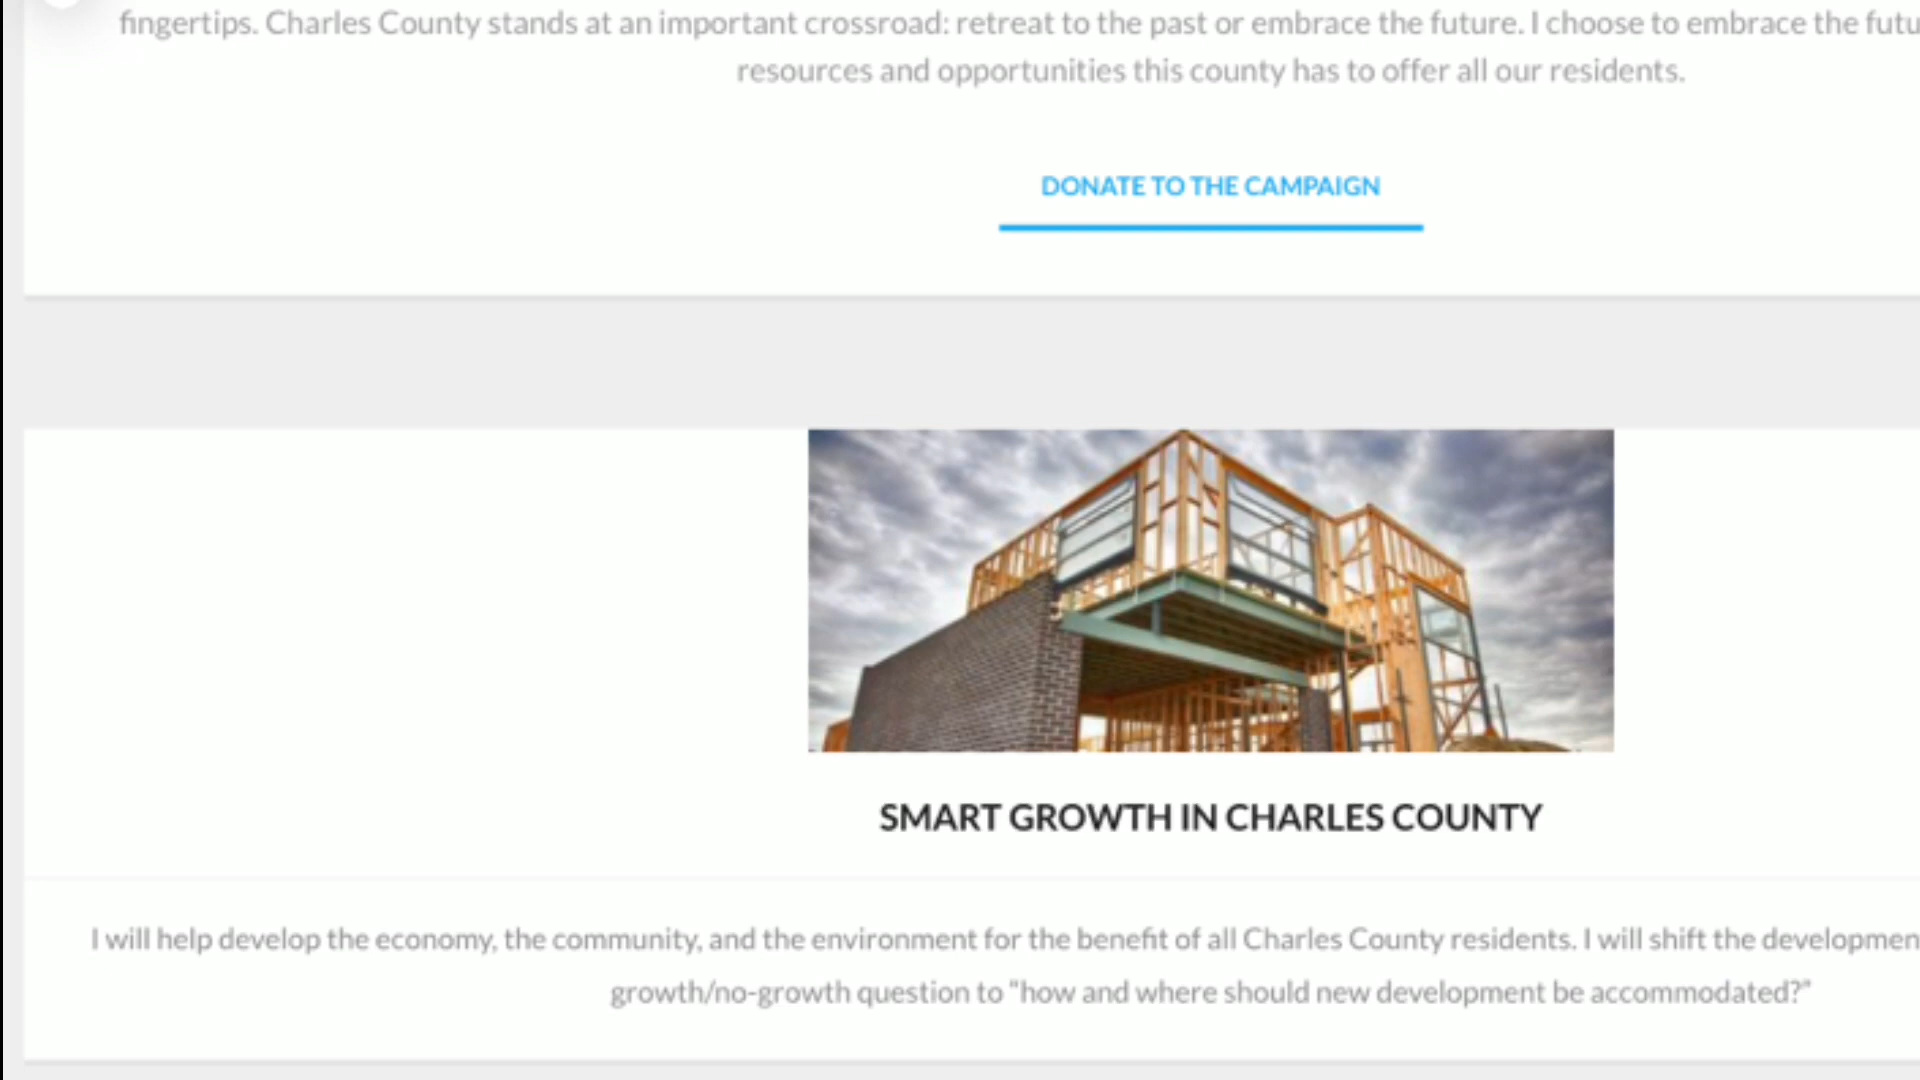 fingertips. Charles County stands at an important crossroad: retreat to the past or embrace the future. I choose to embrace the futu
resources and opportunities this county has to offer all our residents.
DONATE TO THE CAMPAIGN
SMART GROWTH IN CHARLES COUNTY
I will help develop the economy, the community, and the environment for the benefit of all Charles County residents. I will shift the developmen
growth/no-growth question to “how and where should new development be accommodated?”